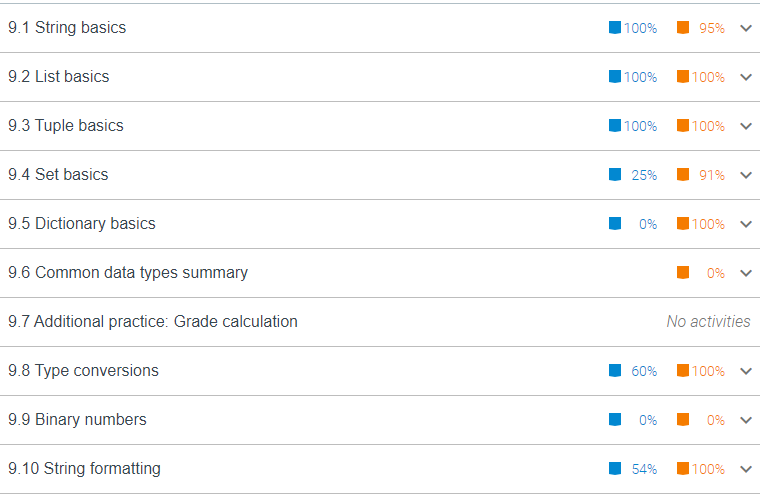 9.1 String basics 100% 95%
9.2 List basics 100% 100%
9.3 Tuple basics 100% 100%
9.4 Set basics 25% 91%
9.5 Dictionary basics 0% 100%
9.6 Common data types summary 0%
9.7 Additional practice: Grade calculation No activities
9.8 Type conversions 60% 100%
9.9 Binary numbers 0% 0%
9.10 String formatting 54% 100%